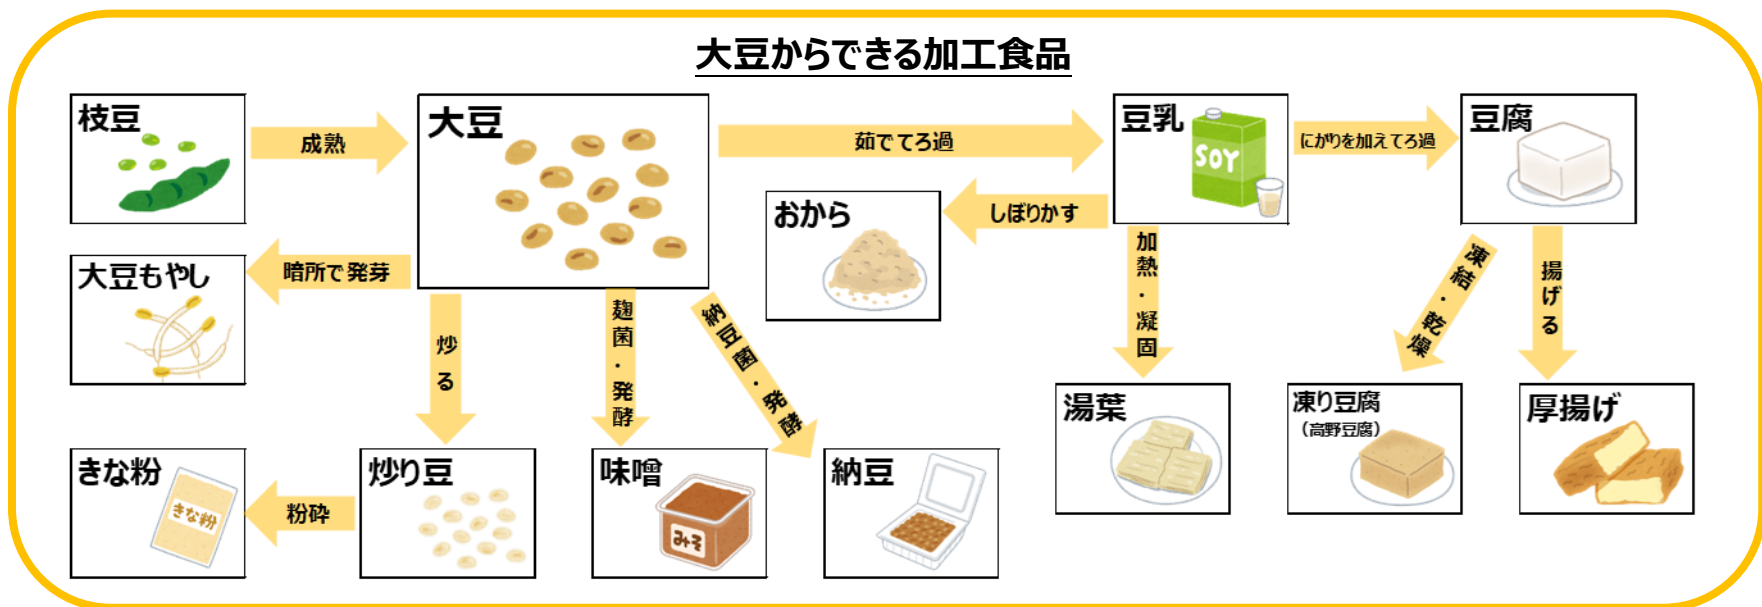 大豆からできる加工食品
枝豆
成熟
大豆
茹でてろ過
豆乳
SOY
にがりを加えてろ過
豆腐
おから
しぼりかす
大豆もやし
暗所で発芽
炒る
麹菌・発酵
納豆菌・発酵
加熱・凝固
凍結・乾燥
揚げる
湯葉
凍り豆腐
(高野豆腐)
厚揚げ
きな粉
きな粉
粉砕
炒り豆
味噌
みそ
納豆